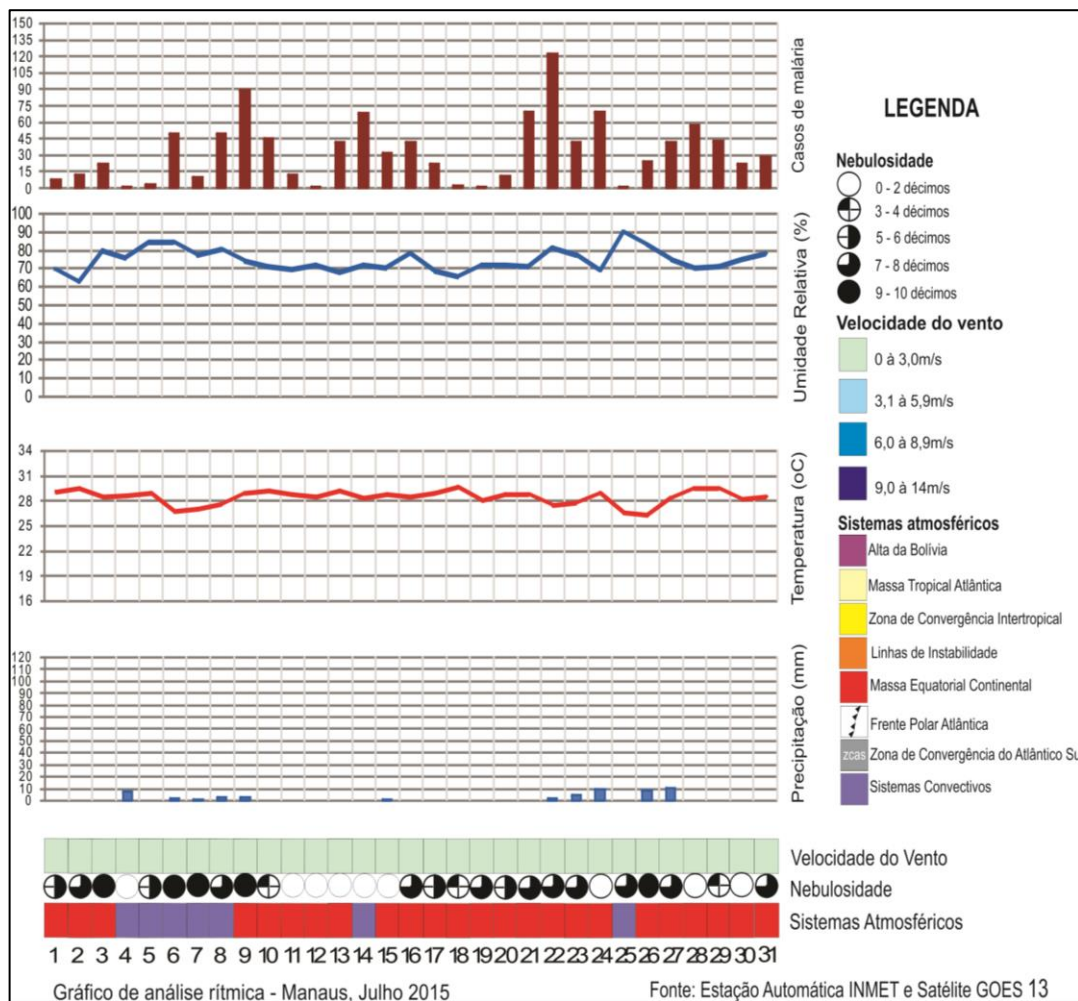 150
135
120
105
90
75
60
45
30
15
0
Casos de malária
100
90
80
70
60
50
40
30
20
10
0
Umidade Relativa (%)
34
31
28
25
22
19
16
Temperatura (oC)
120
110
100
90
80
70
60
50
40
30
20
10
0
Precipitação (mm)
Velocidade do Vento
Nebulosidade
Sistemas Atmosféricos
1 2 3 4 5 6 7 8 9 10 11 12 13 14 15 16 17 18 19 20 21 22 23 24 25 26 27 28 29 30 31
Gráfico de análise rítmica - Manaus, Julho 2015
Fonte: Estação Automática INMET e Satélite GOES 13
LEGENDA
Nebulosidade
0 - 2 décimos
3 - 4 décimos
5 - 6 décimos
7 - 8 décimos
9 - 10 décimos
Velocidade do vento
0 à 3,0m/s
3,1 à 5,9m/s
6,0 à 8,9m/s
9,0 à 14m/s
Sistemas atmosféricos
Alta da Bolívia
Massa Tropical Atlântica
Zona de Convergência Intertropical
Linhas de Instabilidade
Massa Equatorial Continental
Frente Polar Atlântica
zcas Zona de Convergência do Atlântico Su
Sistemas Convectivos